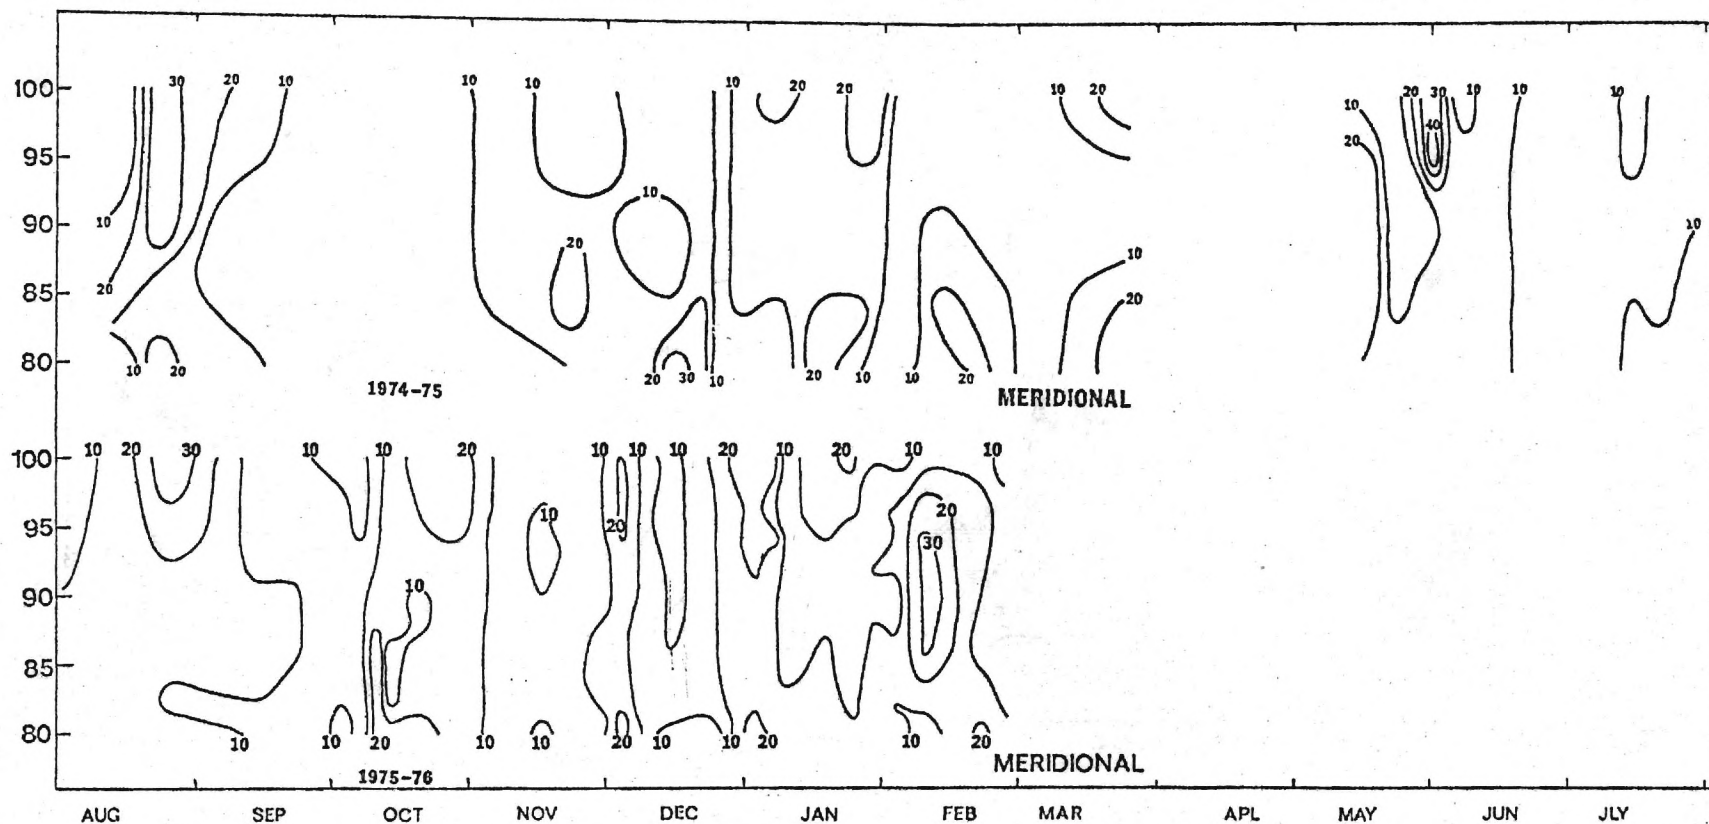 100 30 20 10 10 10 10 20 20 10 20 10 20 30 10 10 10
40
95 20
90 10 10 10
20 10
85 20 20
80 10 20 20 30 10 20 10 10 20
1974-75 MERIDIONAL
100 10 20 30 10 10 20 10 10 10 20 10 20 10 10
95 10 20 20
30
90 10
85
80 10 10 20 10 10 20 10 10 20 10 20
1975-76 MERIDIONAL
AUG SEP OCT NOV DEC JAN FEB MAR APL MAY JUN JLY